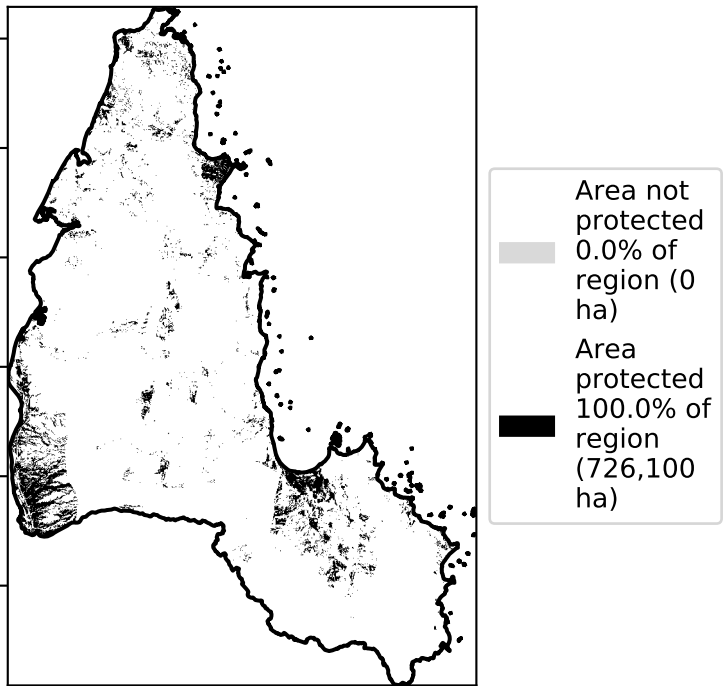 Area not
protected
0.0% of
region (0
ha)
Area
protected
100.0% of
region
(726,100
ha)